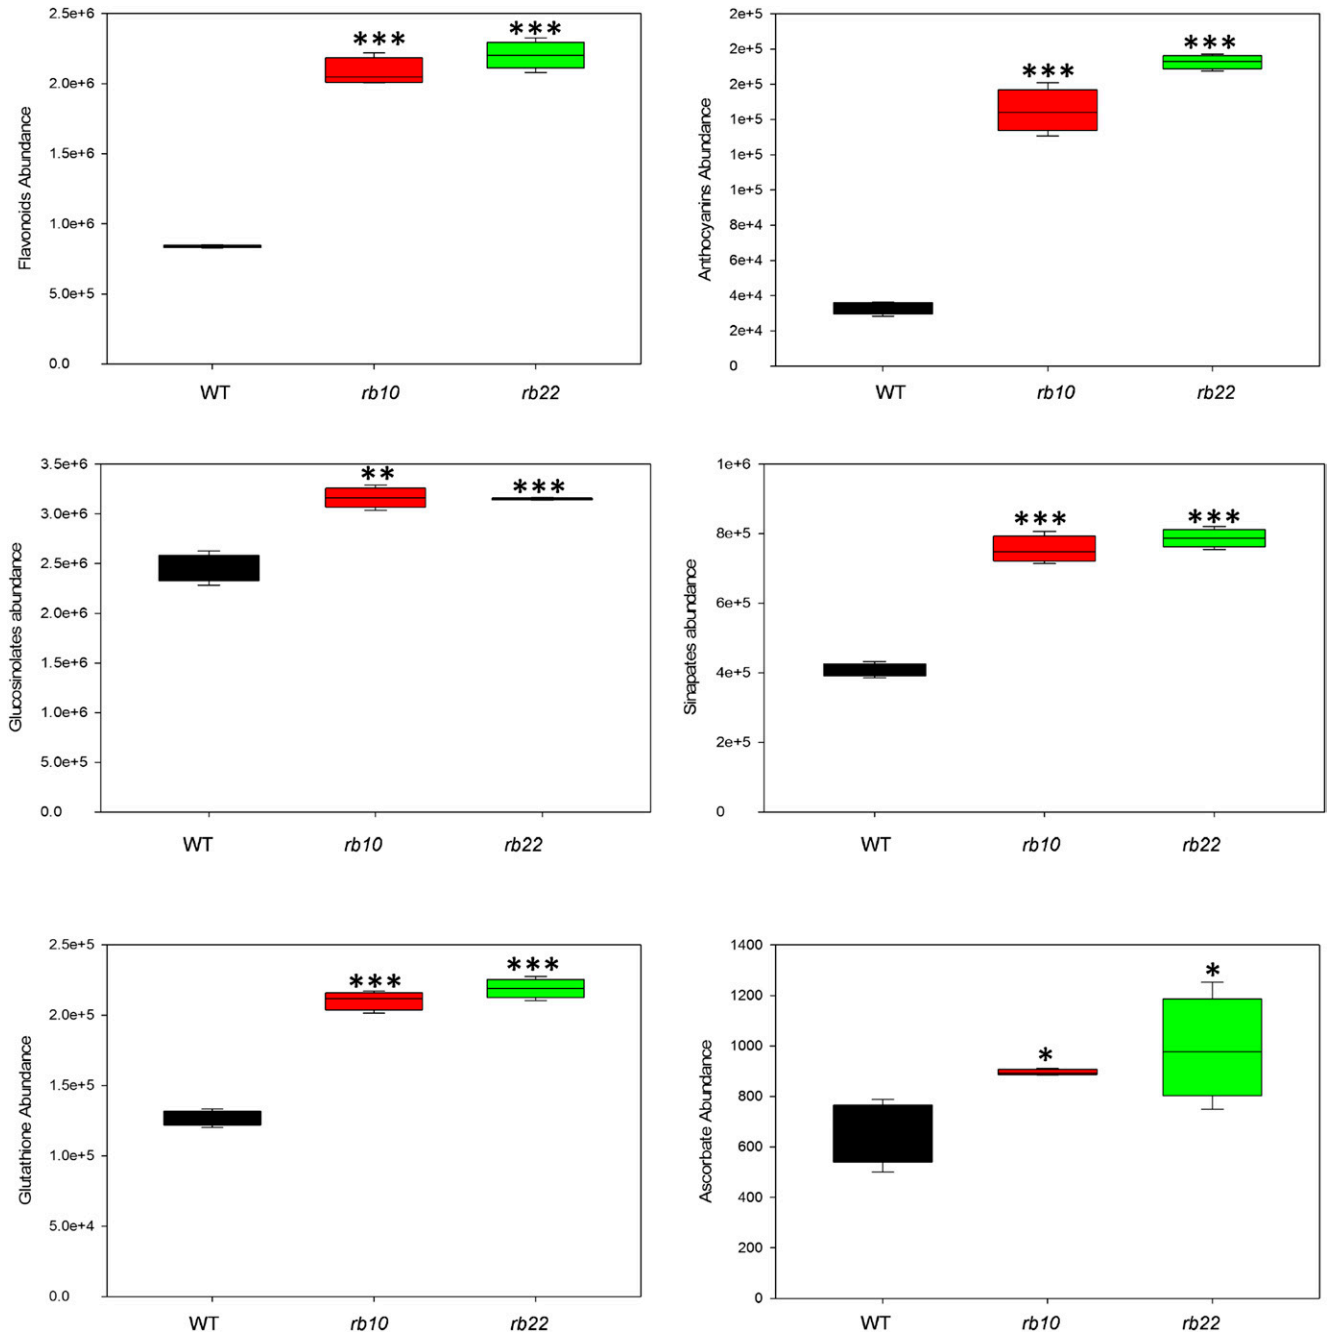 Flavonoids Abundance
2.5e+6
2.0e+6
1.5e+6
1.0e+6
5.0e+5
0.0
***
***
WT
rb10
rb22
Anthocyanins Abundance
2e+5
2e+5
2e+5
1e+5
1e+5
1e+5
8e+4
6e+4
4e+4
2e+4
0
***
***
WT
rb10
rb22
Glucosinolates abundance
3.5e+6
3.0e+6
2.5e+6
2.0e+6
1.5e+6
1.0e+6
5.0e+5
0.0
**
***
WT
rb10
rb22
Sinapates abundance
1e+6
8e+5
6e+5
4e+5
2e+5
0
***
***
WT
rb10
rb22
Glutathione Abundance
2.5e+5
2.0e+5
1.5e+5
1.0e+5
5.0e+4
0.0
***
***
WT
rb10
rb22
Ascorbate Abundance
1400
1200
1000
800
600
400
200
0
*
*
WT
rb10
rb22